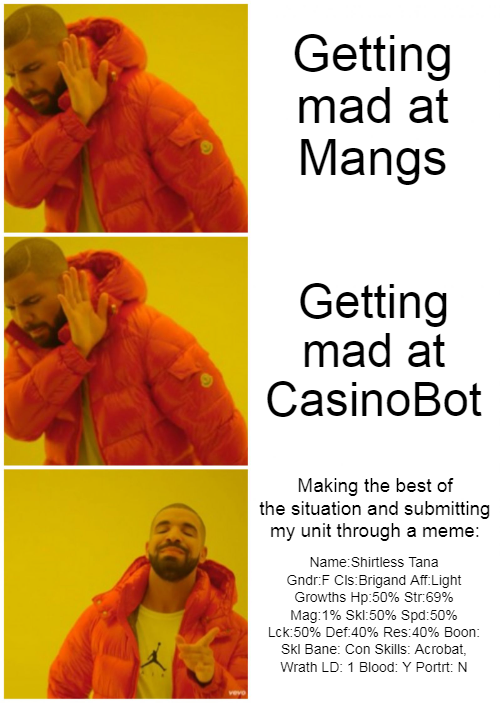 Getting
mad at
Mangs
Getting
mad at
CasinoBot
Making the best of
the situation and submitting
my unit through a meme:
Name:Shirtless Tana
Gndr:F Cls:Brigand Aff:Light
Growths Hp:50% Str:69%
Mag:1% Skl:50% Spd:50%
Lck:50% Def:40% Res:40% Boon:
Skl Bane: Con Skills: Acrobat,
Wrath LD: 1 Blood: Y Portrt: N
vevo